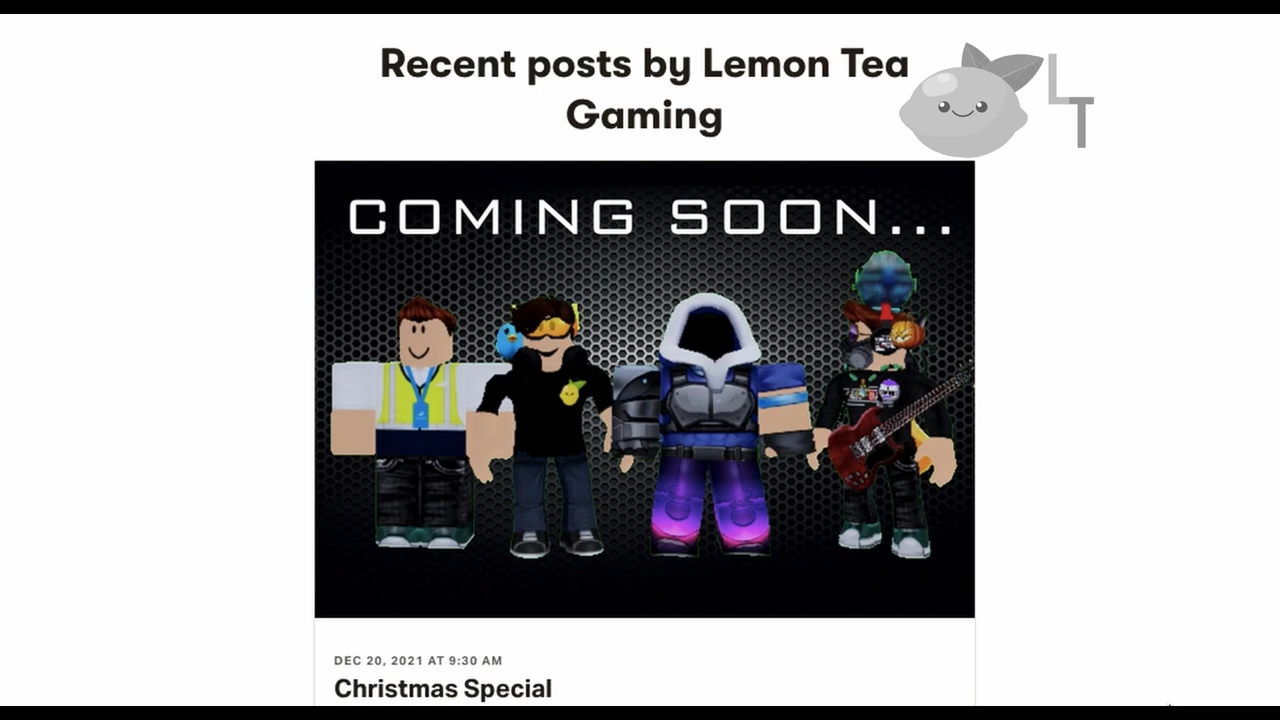 Recent posts by Lemon Tea
Gaming
LT
COMING SOON...
DEC 20, 2021 AT 9:30 AM
Christmas Special